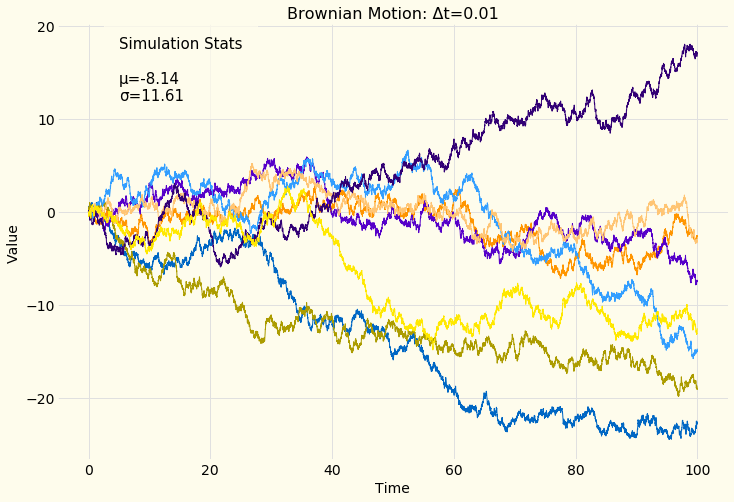 Brownian Motion: Δt=0.01
Simulation Stats
μ=-8.14
σ=11.61
20
10
0
−10
−20
Value
0
20
40
60
80
100
Time